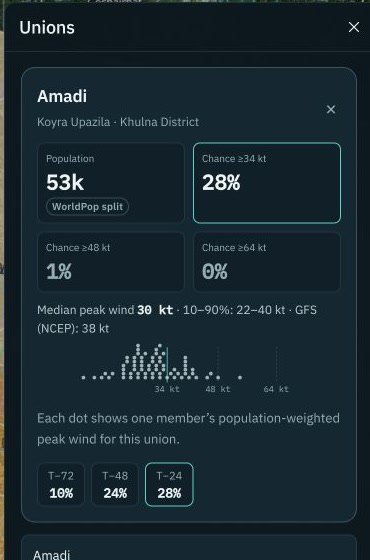 Unions
Amadi
Koyra Upazila · Khulna District
Population
53k
WorldPop split
Chance ≥34 kt
28%
Chance ≥48 kt
1%
Chance ≥64 kt
0%
Median peak wind 30 kt · 10–90%: 22–40 kt · GFS
(NCEP): 38 kt
34 kt 48 kt 64 kt
Each dot shows one member’s population-weighted
peak wind for this union.
T−72 T−48 T−24
10% 24% 28%
Amadi